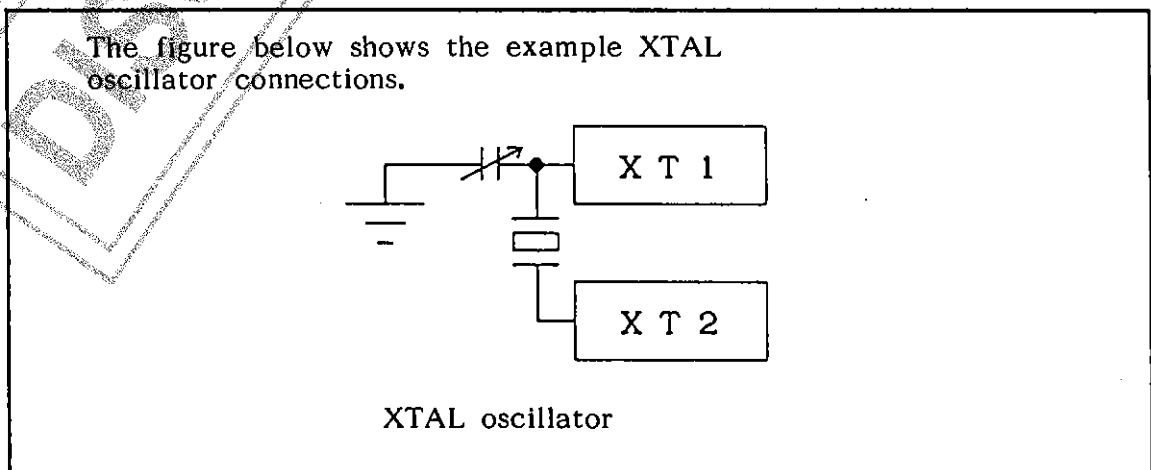 The figure below shows the example XTAL
oscillator connections.
X T 1
X T 2
XTAL oscillator